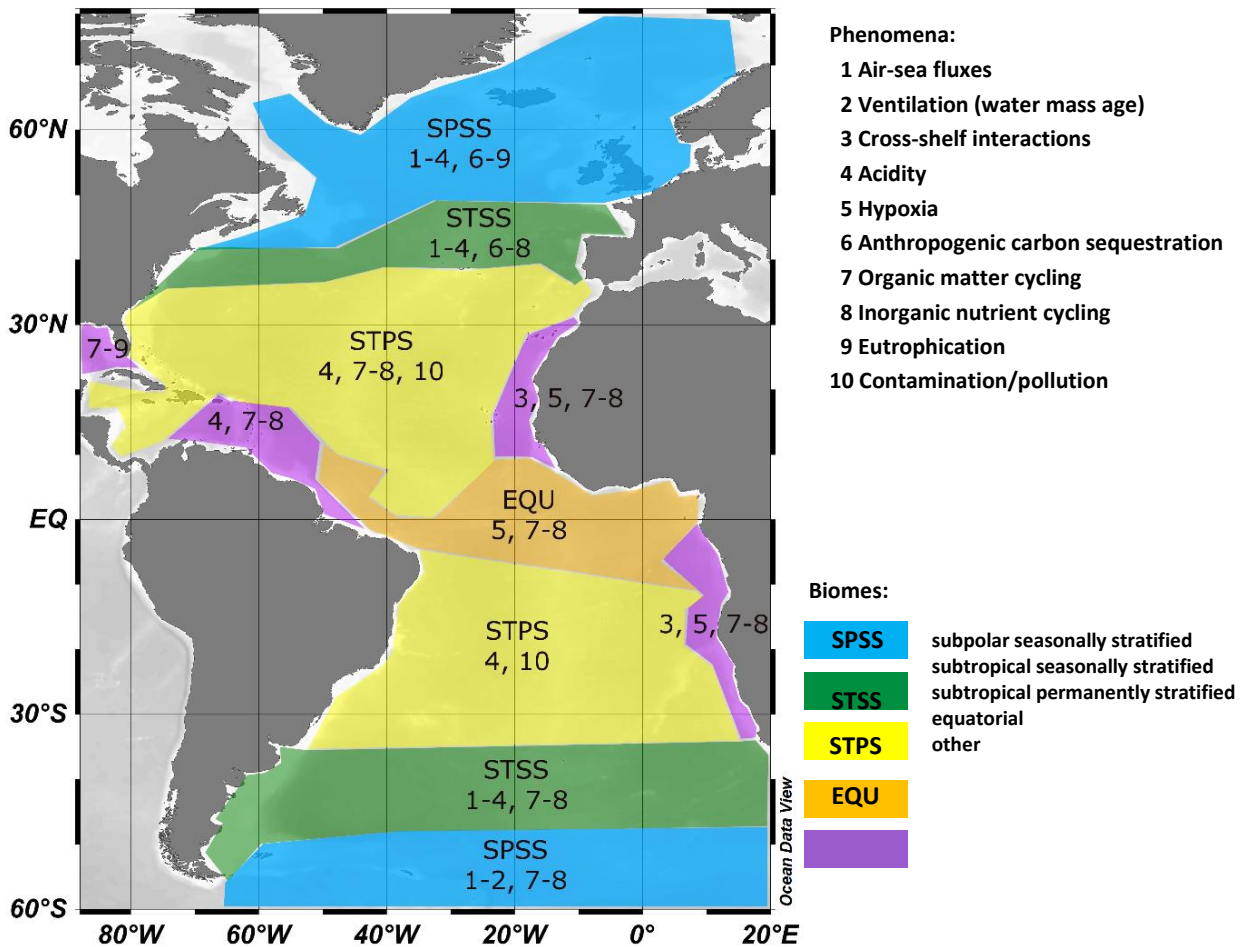 60°N
30°N
EQ
30°S
60°S
80°W
60°W
40°W
20°W
0°
20°E
SPSS
1-4, 6-9
STSS
1-4, 6-8
STPS
4, 7-8, 10
7-9
3, 5, 7-8
4, 7-8
EQU
5, 7-8
STPS
4, 10
3, 5, 7-8
STSS
1-4, 7-8
SPSS
1-2, 7-8
Ocean Data View
Phenomena:
1 Air-sea fluxes
2 Ventilation (water mass age)
3 Cross-shelf interactions
4 Acidity
5 Hypoxia
6 Anthropogenic carbon sequestration
7 Organic matter cycling
8 Inorganic nutrient cycling
9 Eutrophication
10 Contamination/pollution
Biomes:
SPSS
STSS
STPS
EQU
subpolar seasonally stratified
subtropical seasonally stratified
subtropical permanently stratified
equatorial
other